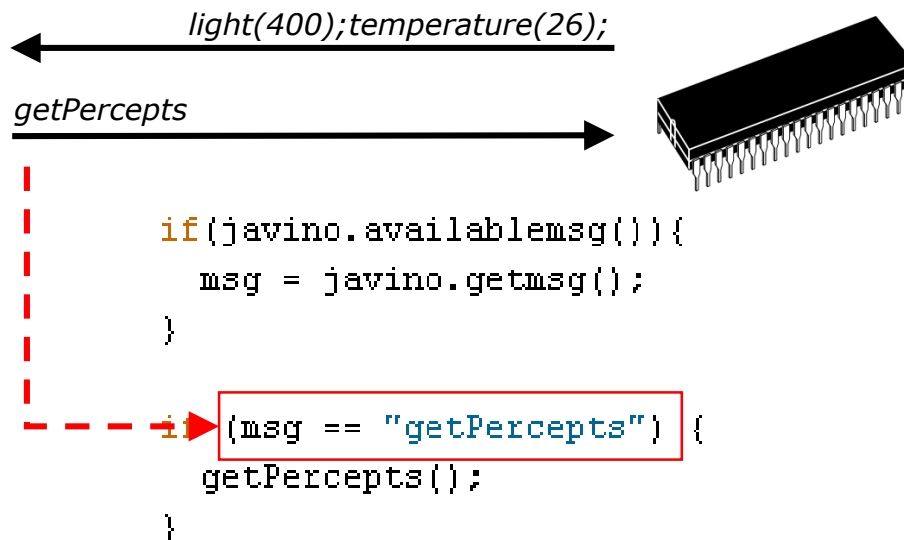 light(400);temperature(26);
getPercepts
if(javino.availablemsg()){
msg = javino.getmsg();
}
if (msg == "getPercepts") {
getPercepts();
}